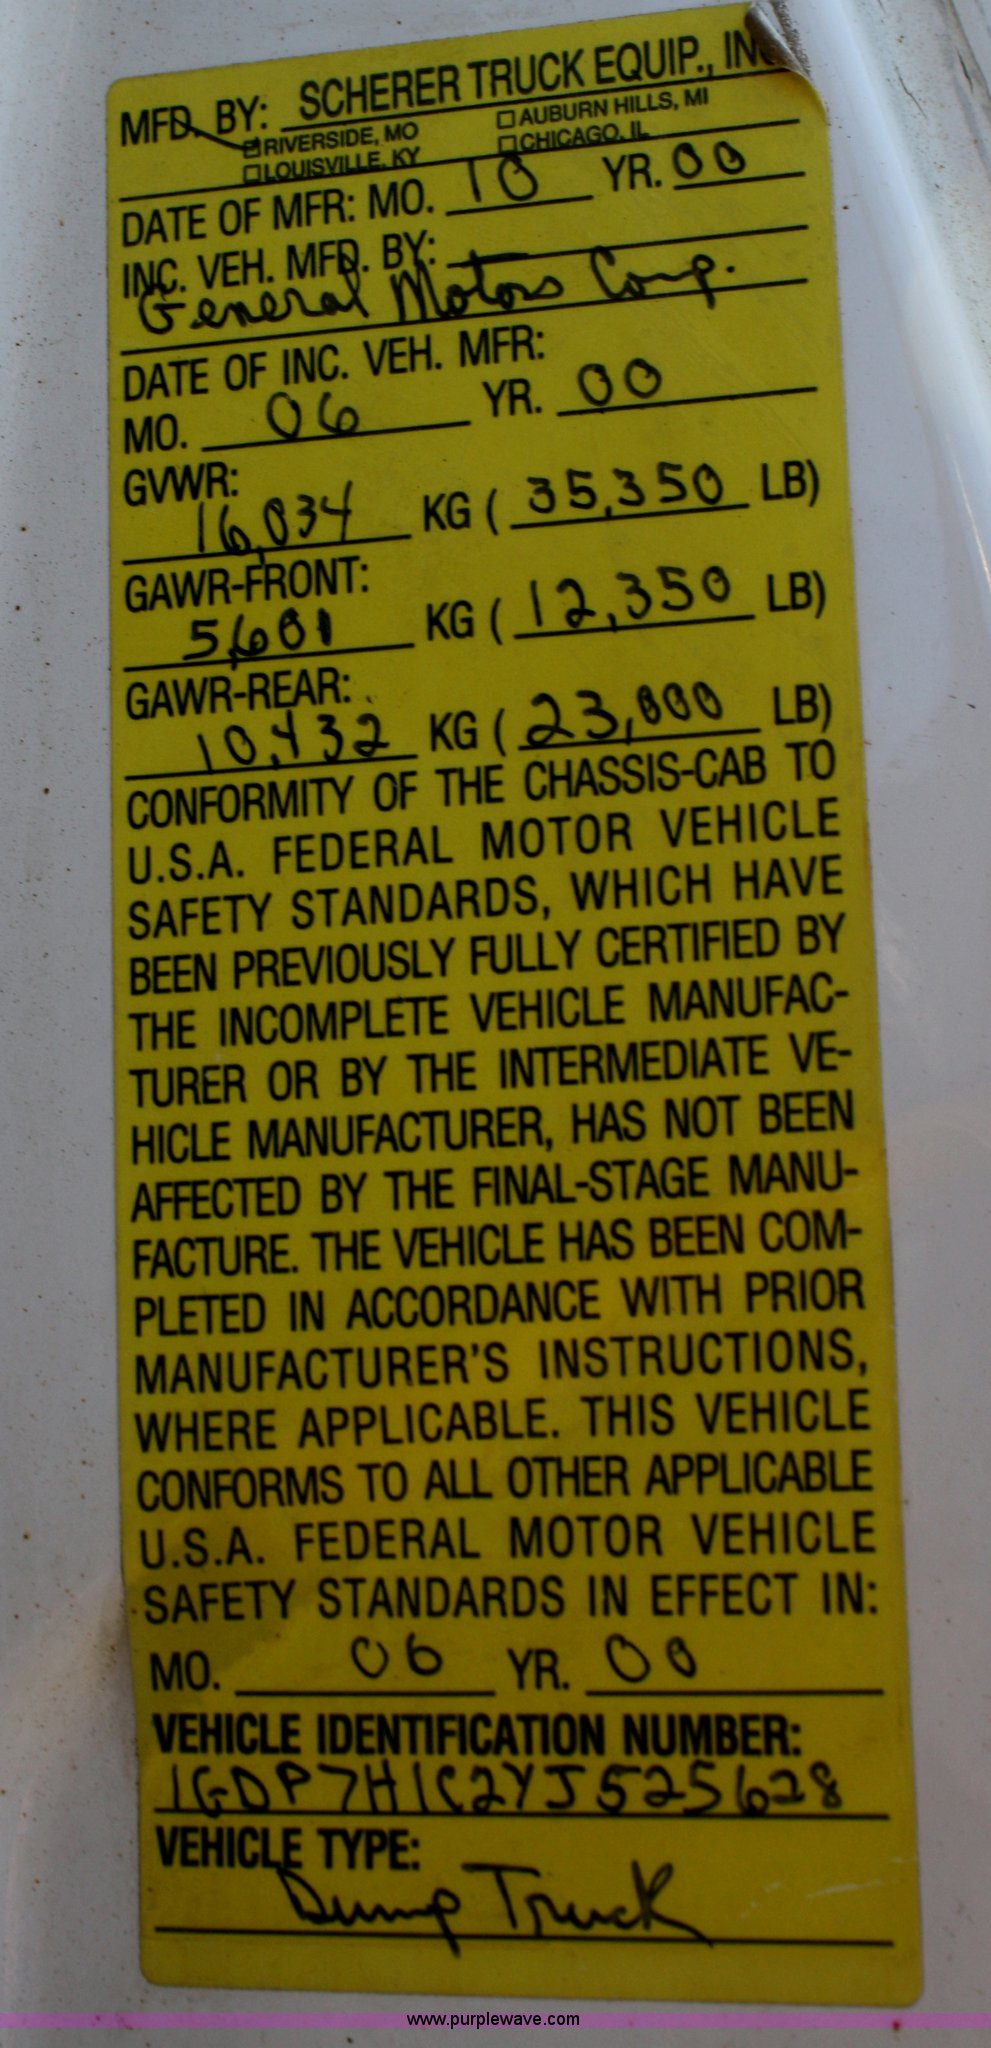 MFD. BY: SCHERER TRUCK EQUIP., INC
RIVERSIDE, MO AUBURN HILLS, MI
LOUISVILLE, KY CHICAGO, IL
DATE OF MFR: MO. 10 YR. 00
INC. VEH. MFD. BY:
General Motors Corp.
DATE OF INC. VEH. MFR:
MO. 06 YR. 00
GVWR:
16,034 KG ( 35,350 LB)
GAWR-FRONT:
5,601 KG ( 12,350 LB)
GAWR-REAR:
10,432 KG ( 23,000 LB)
CONFORMITY OF THE CHASSIS-CAB TO
U.S.A. FEDERAL MOTOR VEHICLE
SAFETY STANDARDS, WHICH HAVE
BEEN PREVIOUSLY FULLY CERTIFIED BY
THE INCOMPLETE VEHICLE MANUFAC-
TURER OR BY THE INTERMEDIATE VE-
HICLE MANUFACTURER, HAS NOT BEEN
AFFECTED BY THE FINAL-STAGE MANU-
FACTURE. THE VEHICLE HAS BEEN COM-
PLETED IN ACCORDANCE WITH PRIOR
MANUFACTURER'S INSTRUCTIONS,
WHERE APPLICABLE. THIS VEHICLE
CONFORMS TO ALL OTHER APPLICABLE
U.S.A. FEDERAL MOTOR VEHICLE
SAFETY STANDARDS IN EFFECT IN:
MO. 06 YR. 00
VEHICLE IDENTIFICATION NUMBER:
1GDP7H1C2YJ525628
VEHICLE TYPE:
Dump Truck
www.purplewave.com